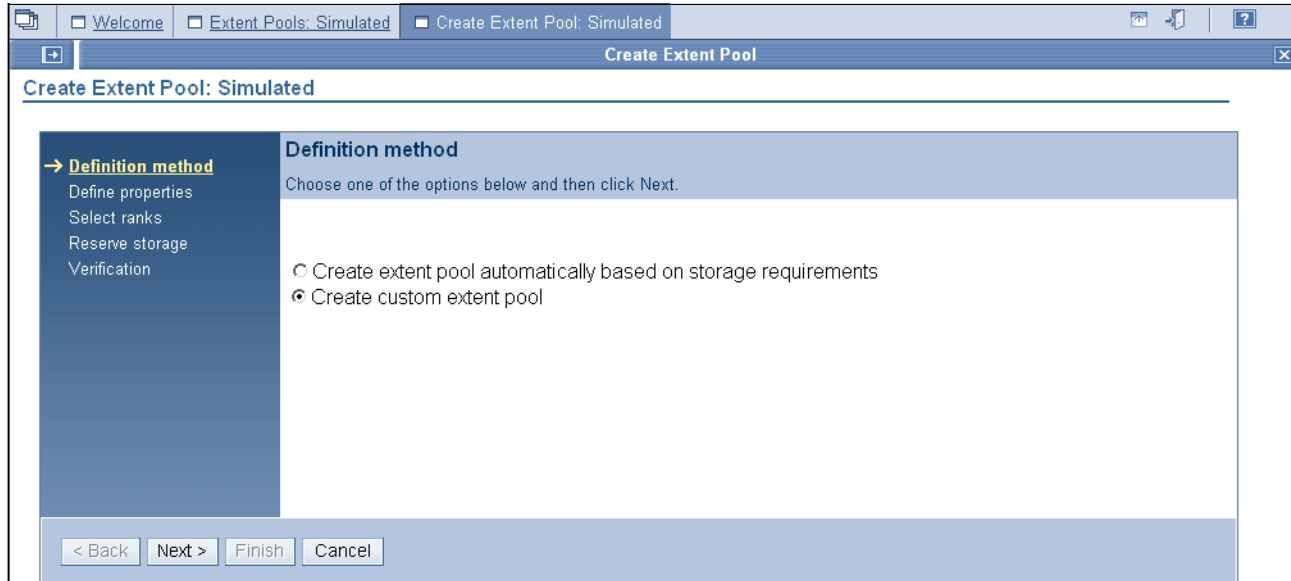 Welcome Extent Pools: Simulated Create Extent Pool: Simulated ?
Create Extent Pool
Create Extent Pool: Simulated
Definition method
Define properties
Select ranks
Reserve storage
Verification
Definition method
Choose one of the options below and then click Next.
Create extent pool automatically based on storage requirements
Create custom extent pool
< Back Next > Finish Cancel